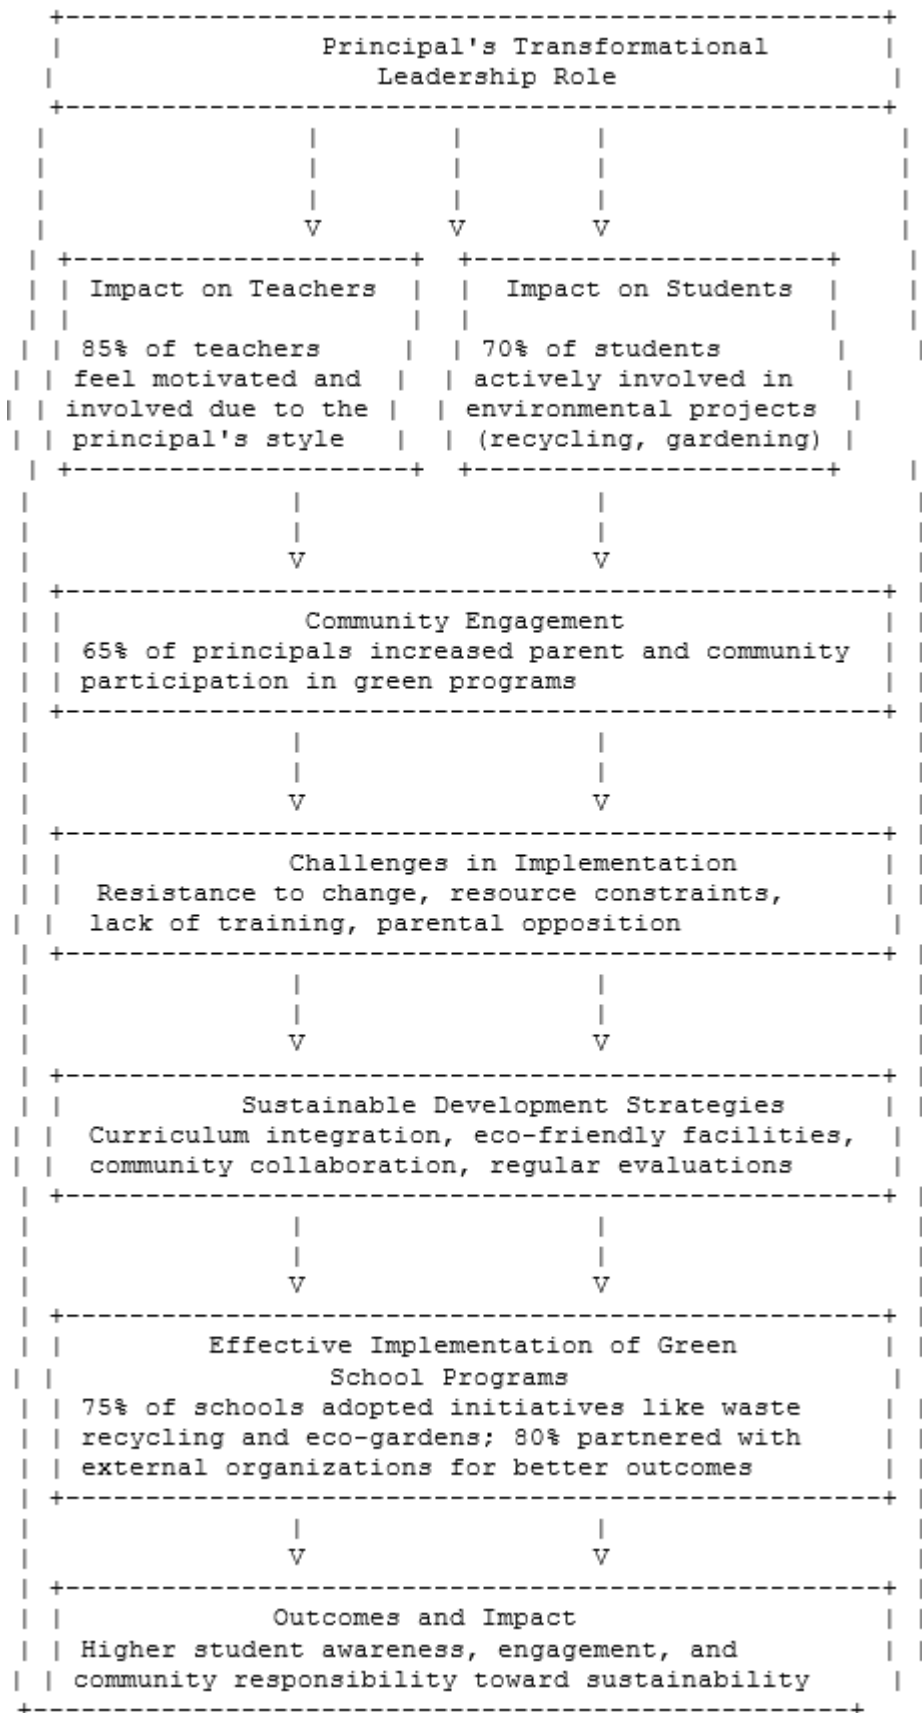 Principal's Transformational
Leadership Role
Impact on Teachers
85% of teachers
feel motivated and
involved due to the
principal's style
Impact on Students
70% of students
actively involved in
environmental projects
(recycling, gardening)
Community Engagement
65% of principals increased parent and community
participation in green programs
Challenges in Implementation
Resistance to change, resource constraints,
lack of training, parental opposition
Sustainable Development Strategies
Curriculum integration, eco-friendly facilities,
community collaboration, regular evaluations
Effective Implementation of Green
School Programs
75% of schools adopted initiatives like waste
recycling and eco-gardens; 80% partnered with
external organizations for better outcomes
Outcomes and Impact
Higher student awareness, engagement, and
community responsibility toward sustainability